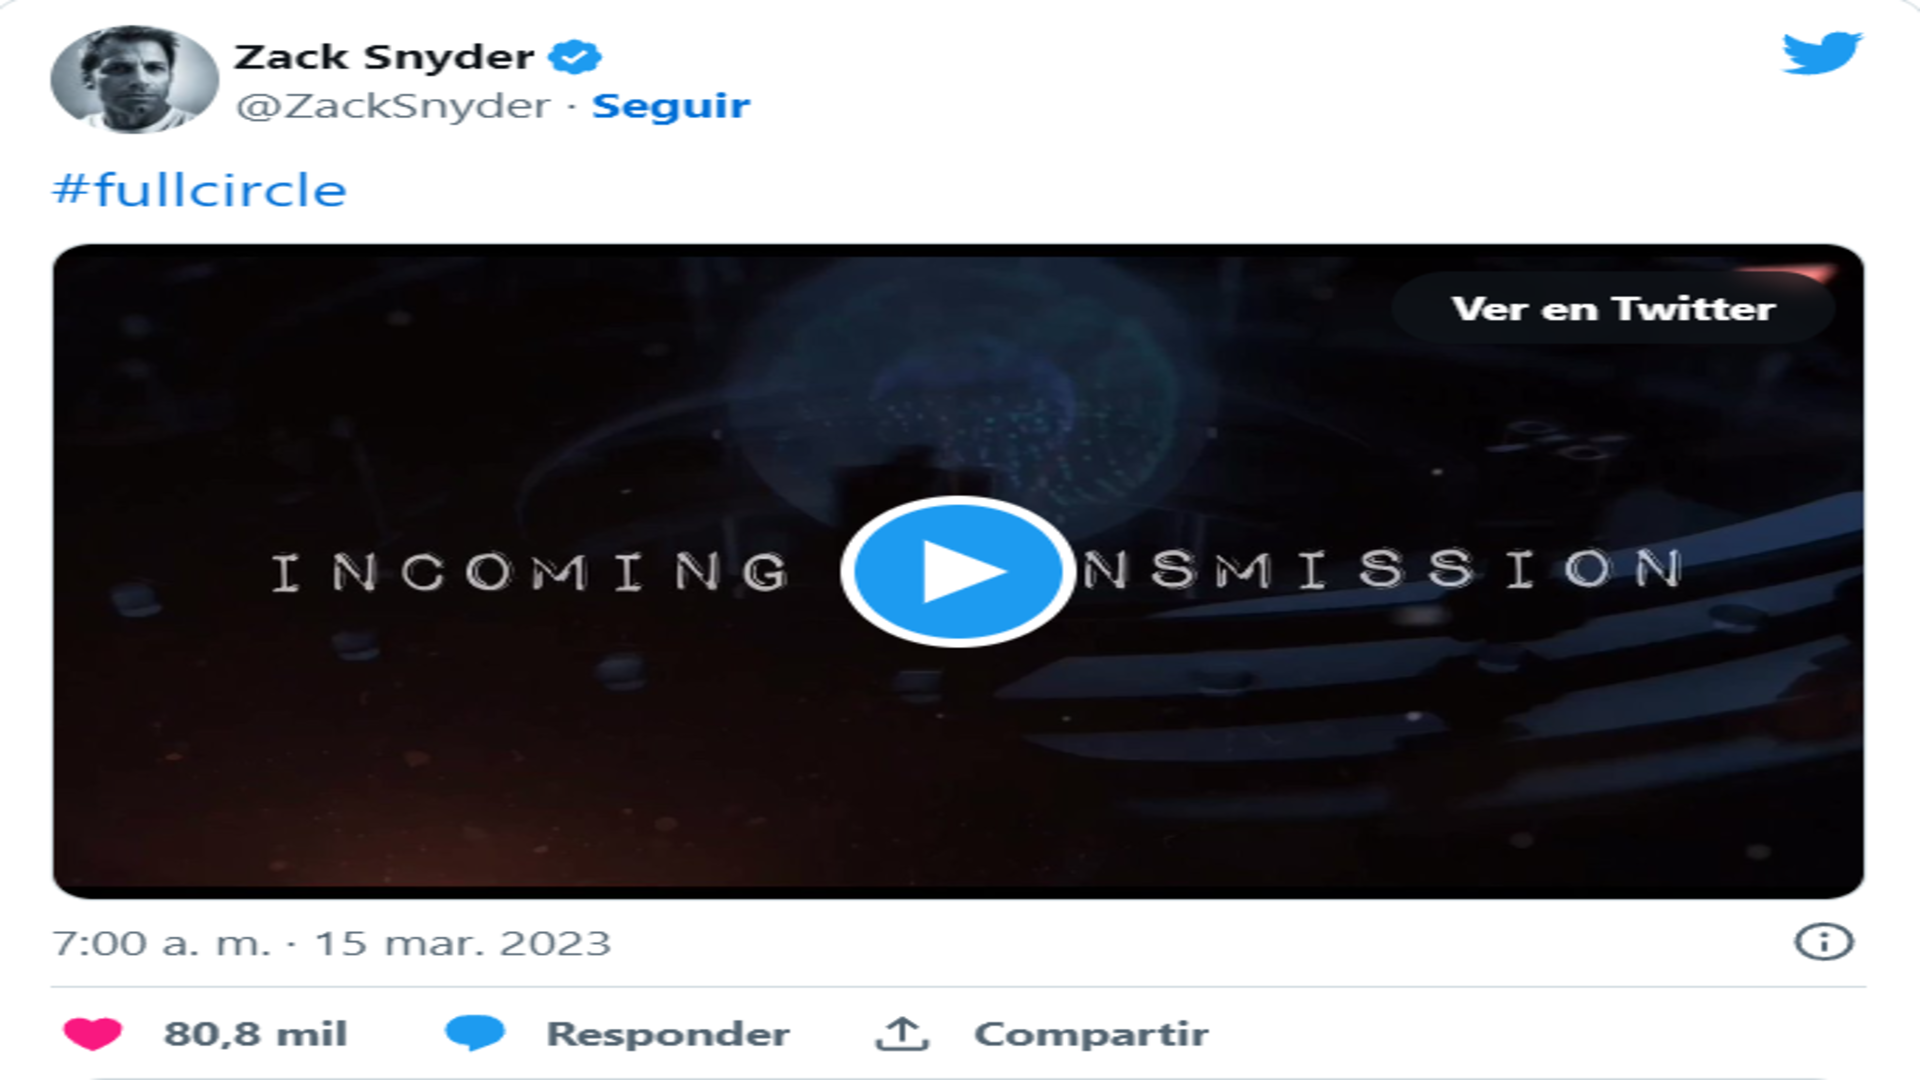 Zack Snyder
@ZackSnyder · Seguir
#fullcircle
Ver en Twitter
INCOMING NSMISSION
7:00 a. m. · 15 mar. 2023
80,8 mil Responder Compartir